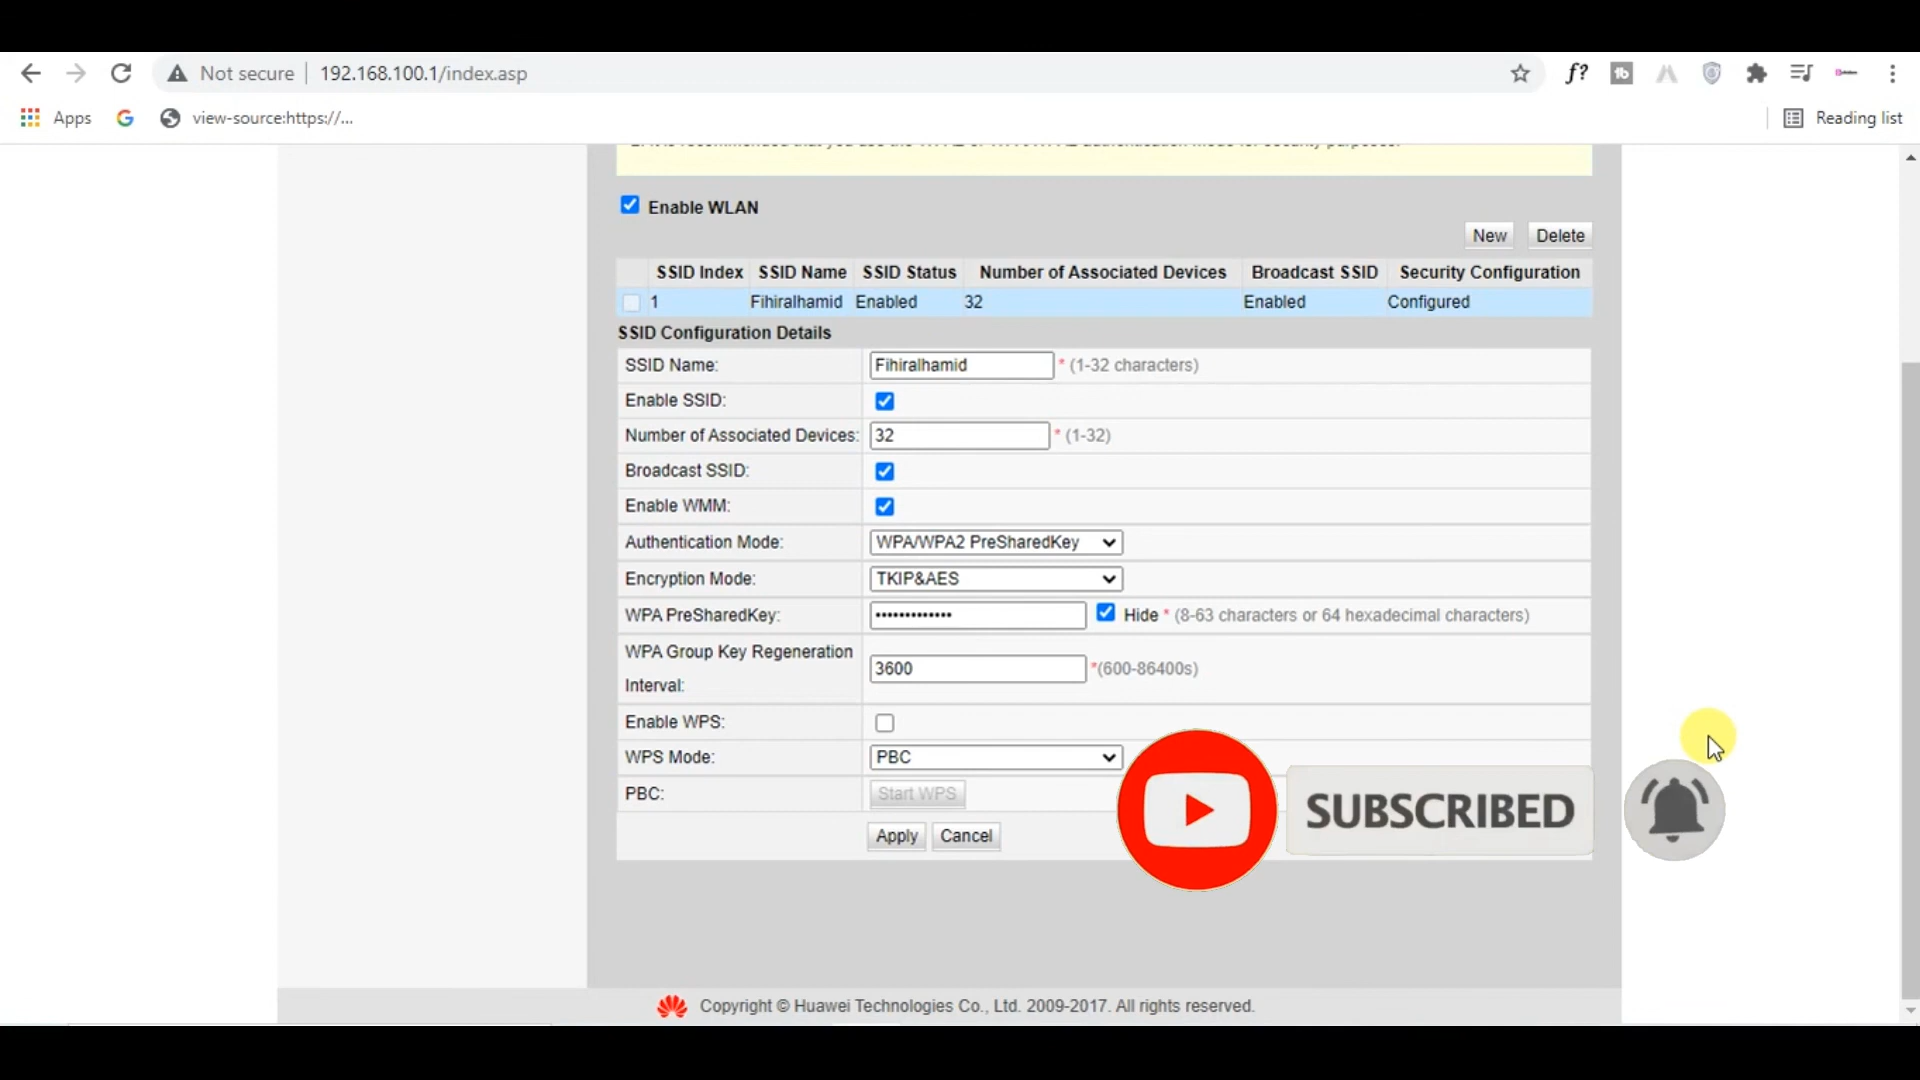 Not secure | 192.168.100.1/index.asp
f?
tb
Apps
G
view-source:https://...
Reading list
Enable WLAN
New Delete
SSID Index SSID Name SSID Status Number of Associated Devices Broadcast SSID Security Configuration
1 Fihiralhamid Enabled 32 Enabled Configured
SSID Configuration Details
SSID Name: Fihiralhamid * (1-32 characters)
Enable SSID:
Number of Associated Devices: 32 * (1-32)
Broadcast SSID:
Enable WMM:
Authentication Mode: WPA/WPA2 PreSharedKey
Encryption Mode: TKIP&AES
WPA PreSharedKey: ••••••••••••• Hide * (8-63 characters or 64 hexadecimal characters)
WPA Group Key Regeneration
Interval: 3600 *(600-86400s)
Enable WPS:
WPS Mode: PBC
PBC: Start WPS
Apply Cancel
SUBSCRIBED
Copyright © Huawei Technologies Co., Ltd. 2009-2017. All rights reserved.